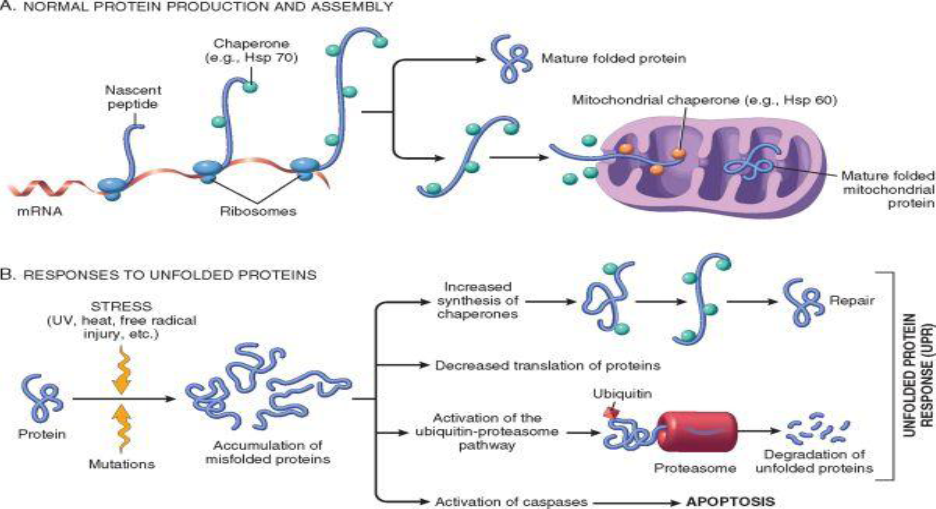 A. NORMAL PROTEIN PRODUCTION AND ASSEMBLY
Chaperone
(e.g., Hsp 70)
Nascent
peptide
mRNA
Ribosomes
Mature folded protein
Mitochondrial chaperone (e.g., Hsp 60)
Mature folded
mitochondrial
protein
B. RESPONSES TO UNFOLDED PROTEINS
STRESS
(UV, heat, free radical
injury, etc.)
Protein
Mutations
Accumulation of
misfolded proteins
Increased
synthesis of
chaperones
Repair
Decreased translation of proteins
Activation of the
ubiquitin-proteasome
pathway
Ubiquitin
Proteasome
Degradation of
unfolded proteins
Activation of caspases
APOPTOSIS
UNFOLDED PROTEIN
RESPONSE (UPR)